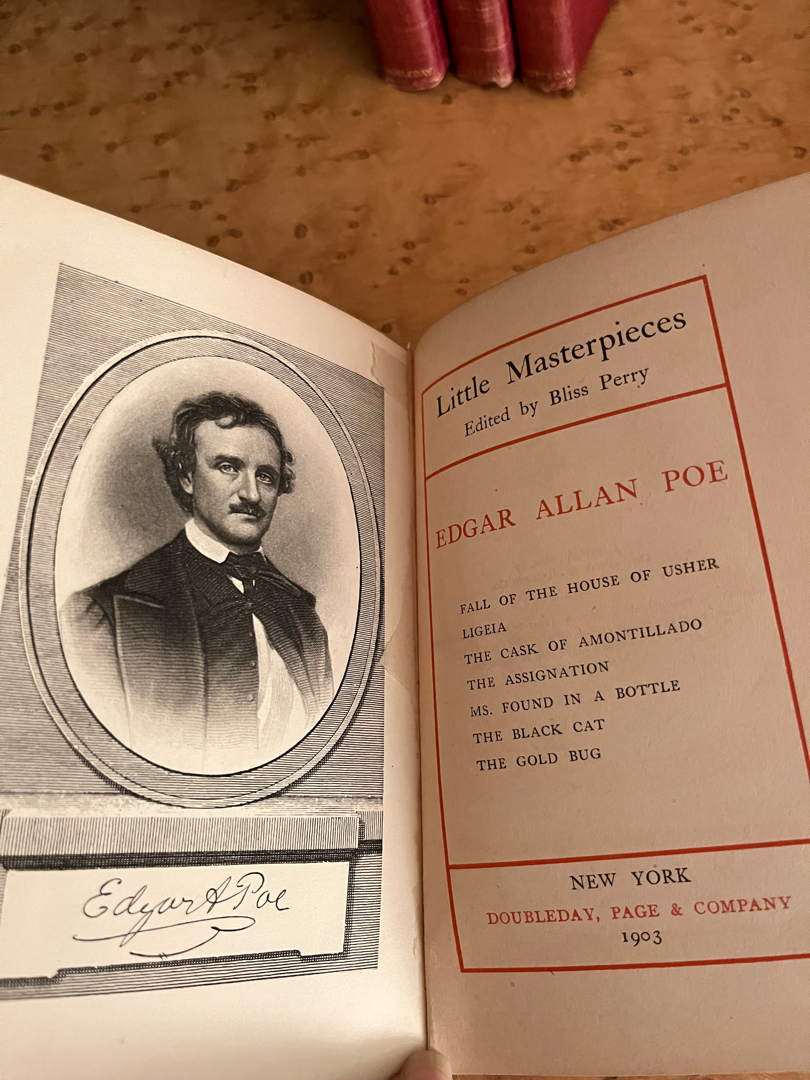 Edgar A Poe
Little Masterpieces
Edited by Bliss Perry
EDGAR ALLAN POE
FALL OF THE HOUSE OF USHER
LIGEIA
THE CASK OF AMONTILLADO
THE ASSIGNATION
MS. FOUND IN A BOTTLE
THE BLACK CAT
THE GOLD BUG
NEW YORK
DOUBLEDAY, PAGE & COMPANY
1903